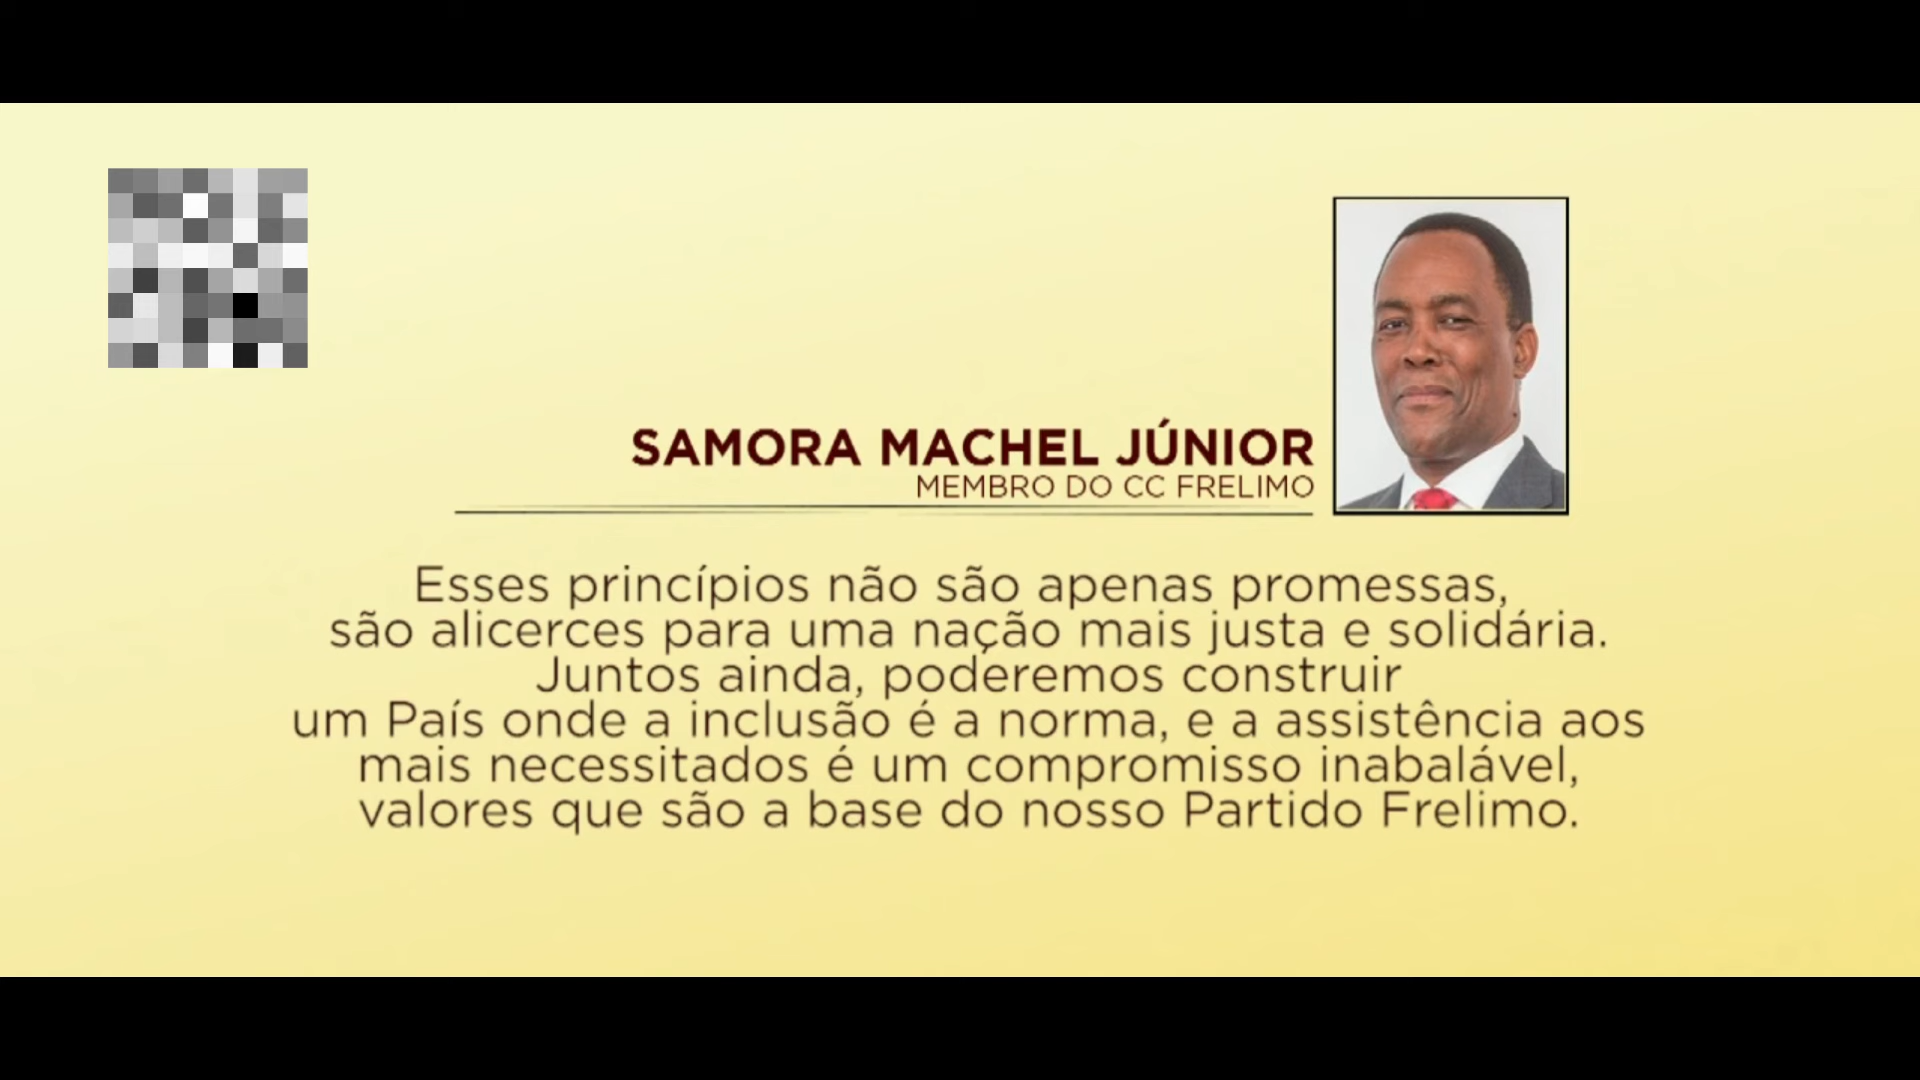 SAMORA MACHEL JÚNIOR
MEMBRO DO CC FRELIMO
Esses princípios não são apenas promessas,
são alicerces para uma nação mais justa e solidária.
Juntos ainda, poderemos construir
um País onde a inclusão é a norma, e a assistência aos
mais necessitados é um compromisso inabalável,
valores que são a base do nosso Partido Frelimo.